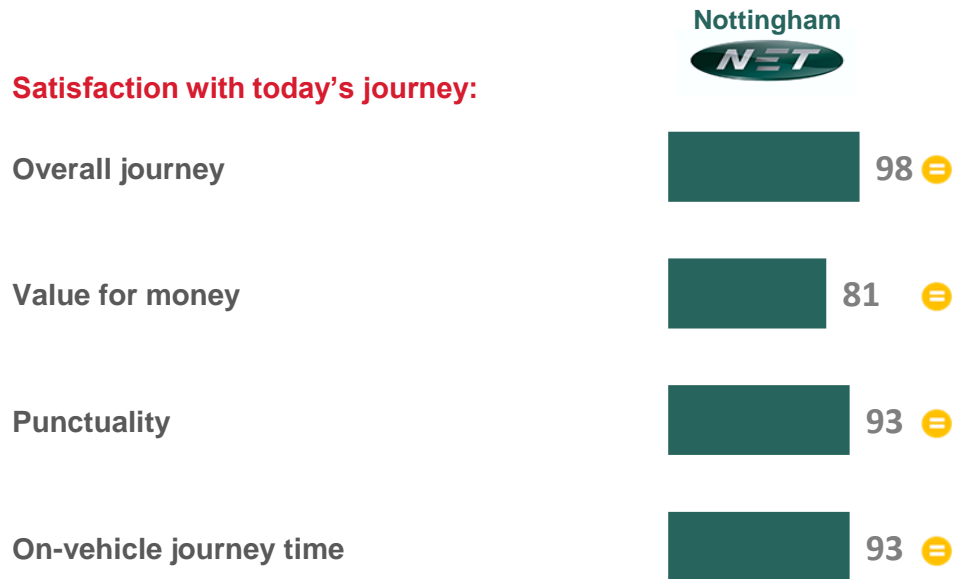 Nottingham
NET
Satisfaction with today's journey:
Overall journey 98 =
Value for money 81 =
Punctuality 93 =
On-vehicle journey time 93 =